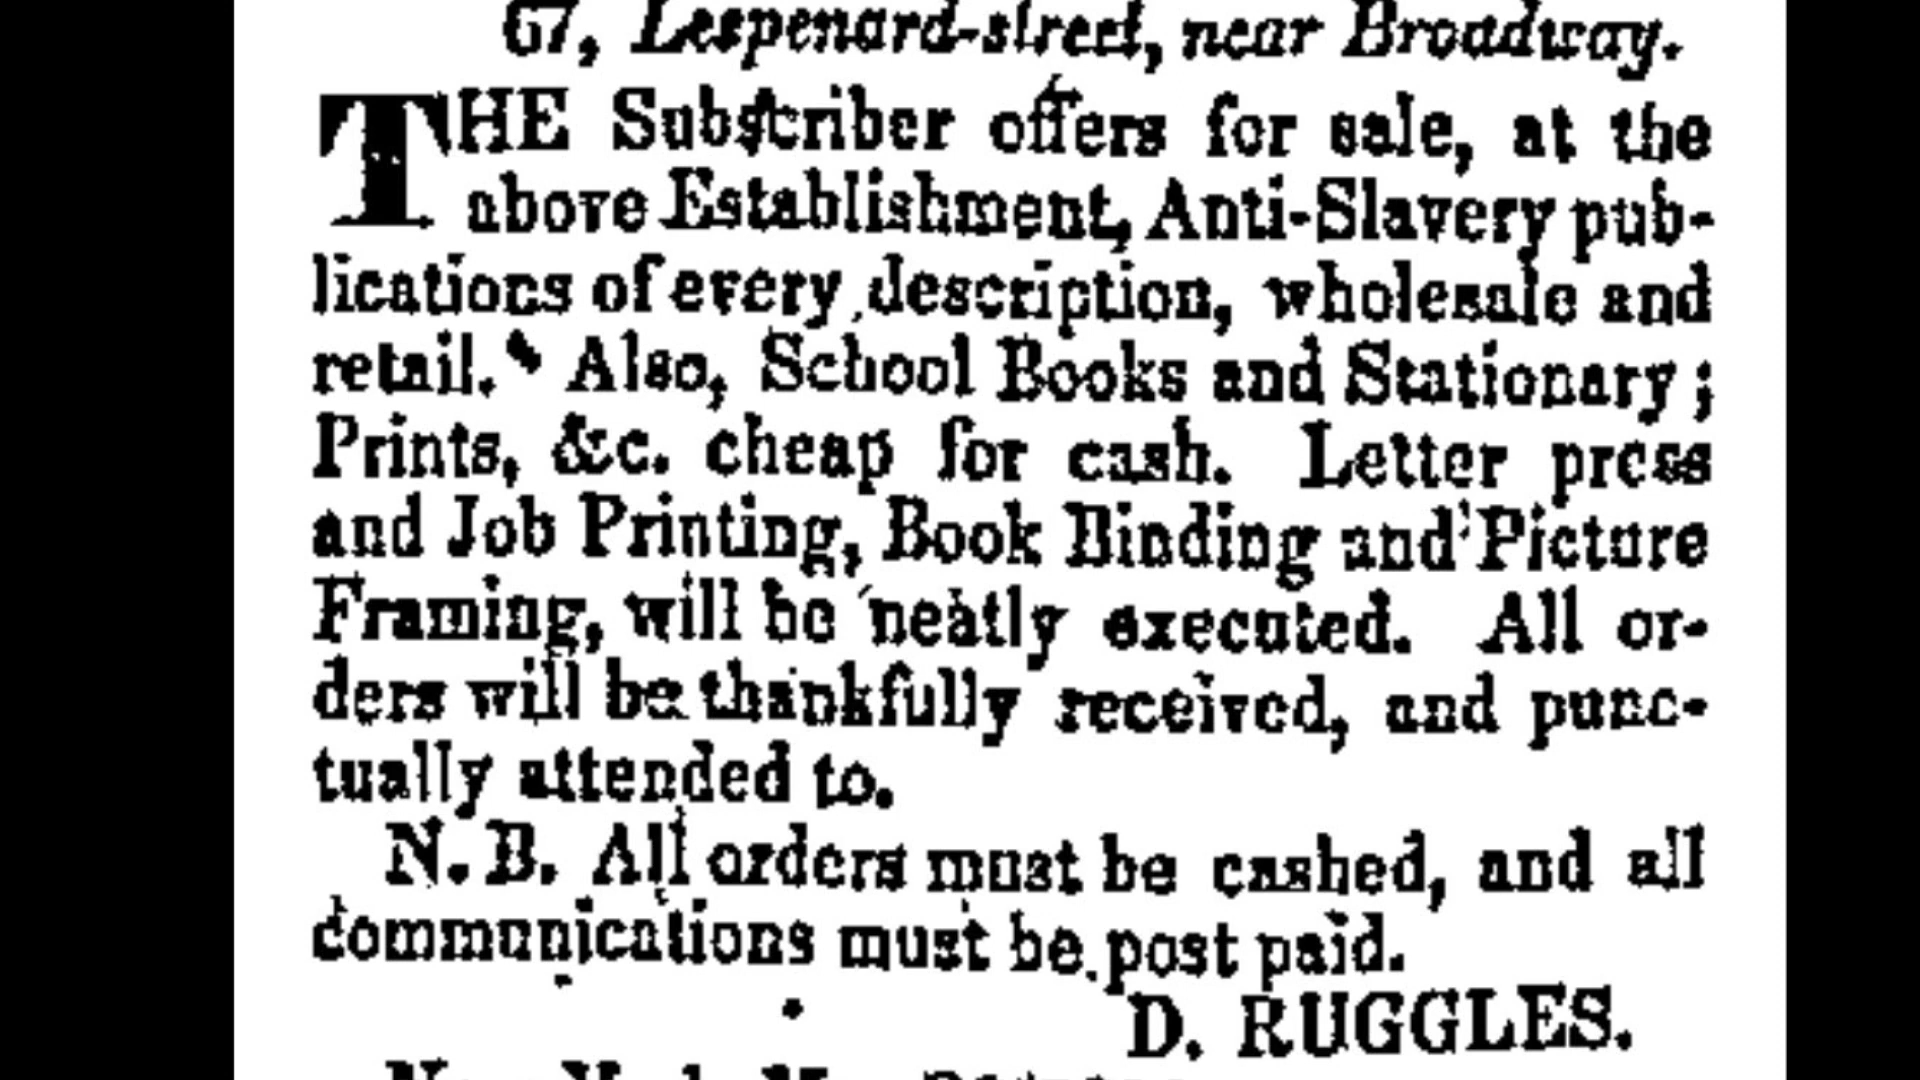 67, Lespenard-street, near Broadway.
THE Subscriber offers for sale, at the
above Establishment, Anti-Slavery pub-
lications of every description, wholesale and
retail. Also, School Books and Stationary;
Prints, &c. cheap for cash. Letter press
and Job Printing, Book Binding and Picture
Framing, will be neatly executed. All or-
ders will be thankfully received, and punc-
tually attended to.
N. B. All orders must be cashed, and all
communications must be post paid.
D. RUGGLES.